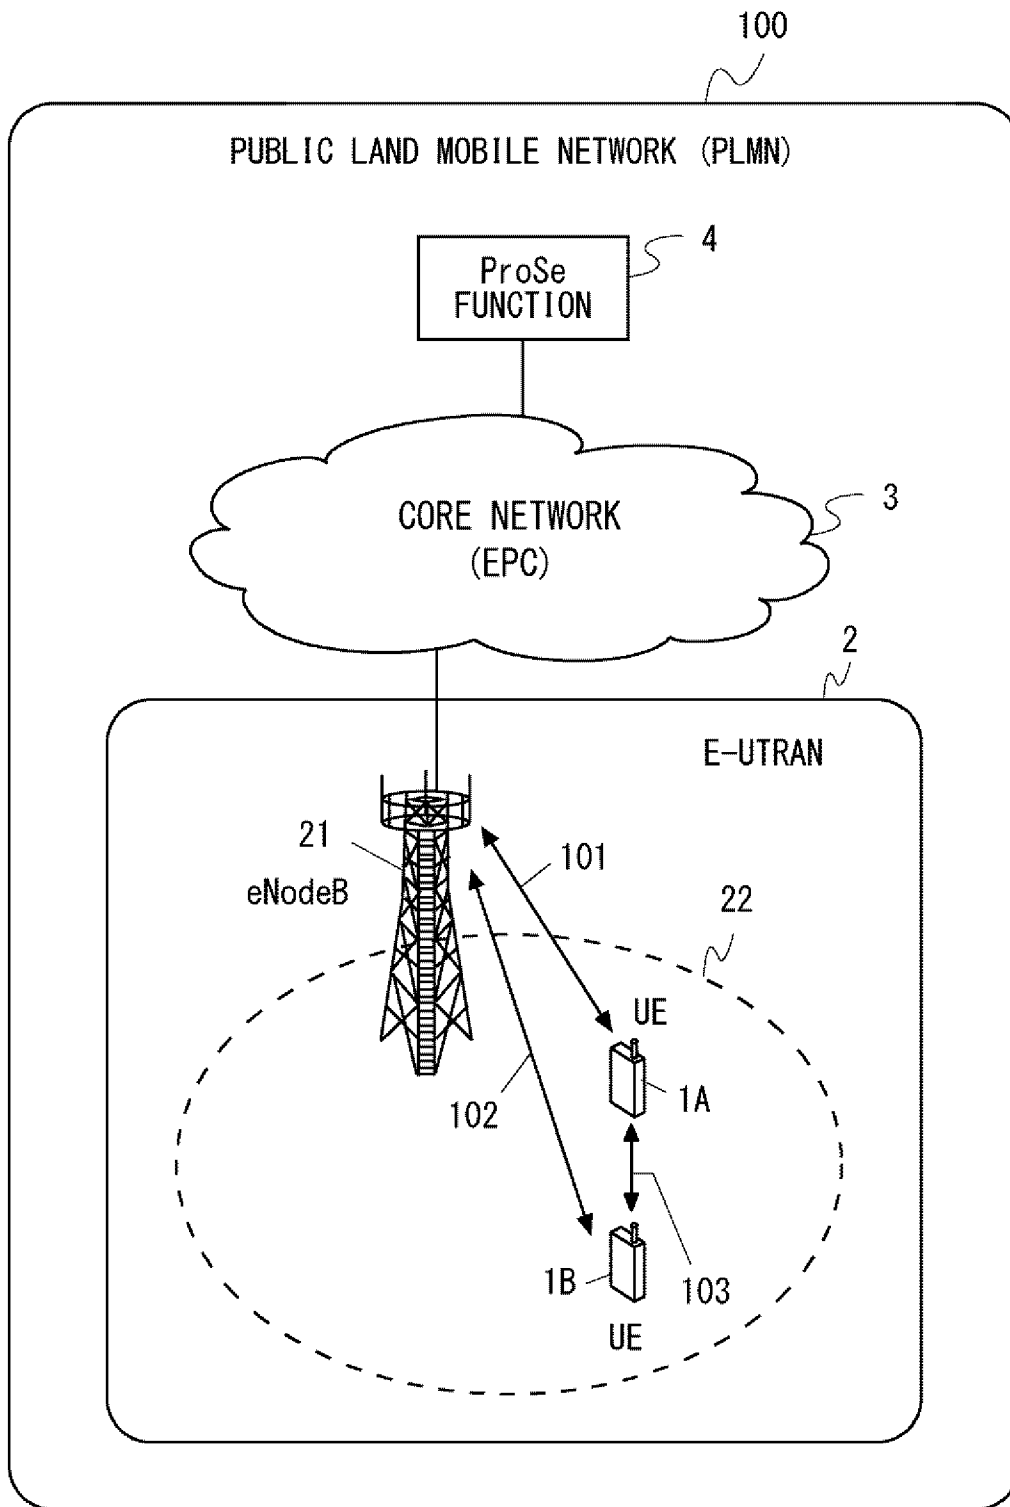 100
PUBLIC LAND MOBILE NETWORK (PLMN)
4
ProSe
FUNCTION
3
CORE NETWORK
(EPC)
2
E-UTRAN
21
101
eNodeB
22
UE
102
1A
1B
103
UE